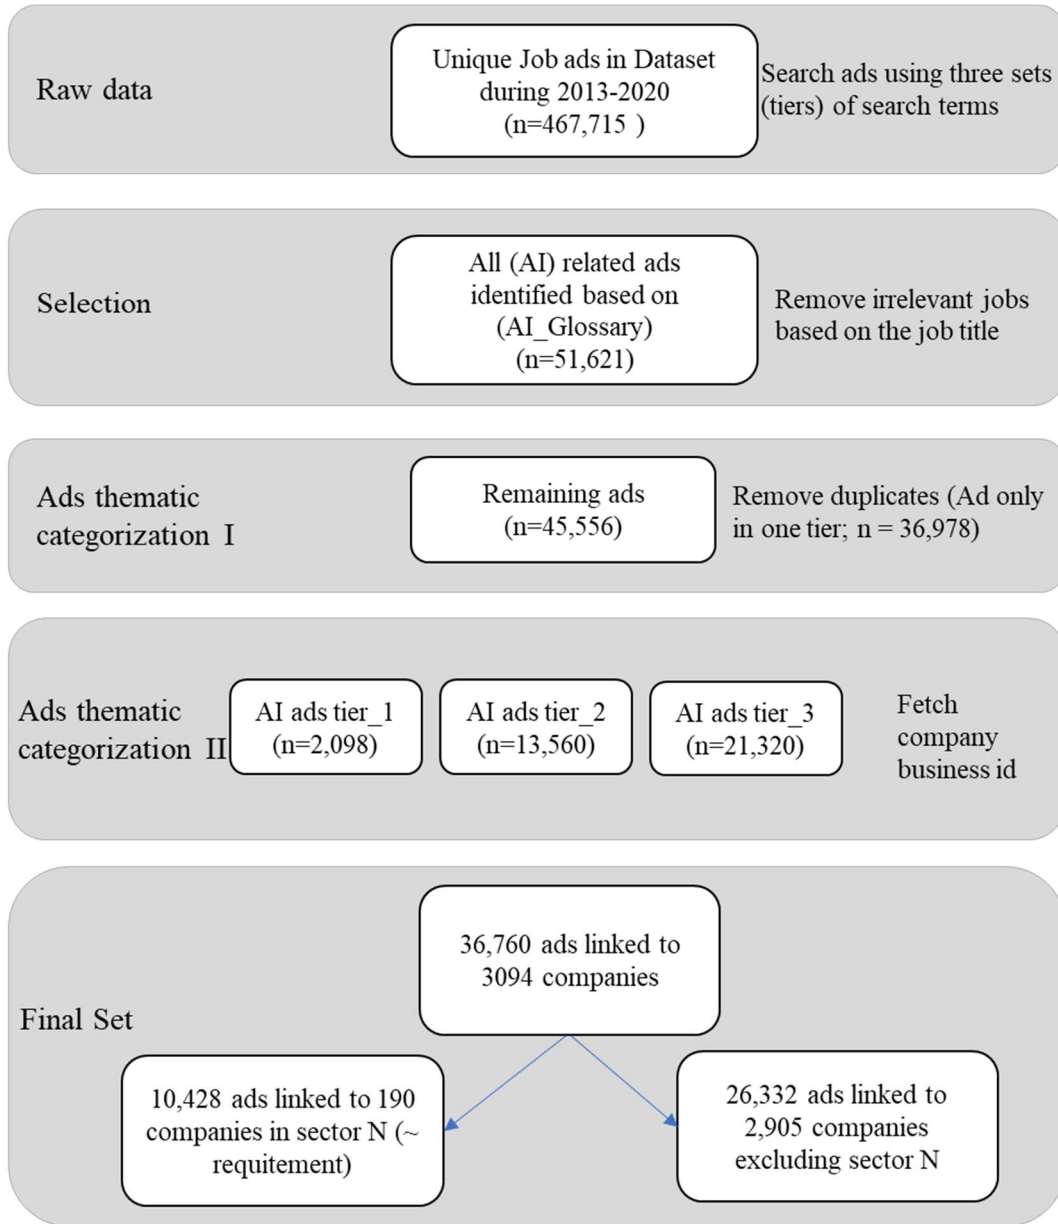 Raw data
Unique Job ads in Dataset
during 2013-2020
(n=467,715 )
Search ads using three sets
(tiers) of search terms
Selection
All (AI) related ads
identified based on
(AI_Glossary)
(n=51,621)
Remove irrelevant jobs
based on the job title
Ads thematic
categorization I
Remaining ads
(n=45,556)
Remove duplicates (Ad only
in one tier; n = 36,978)
Ads thematic
categorization II
AI ads tier_1
(n=2,098)
AI ads tier_2
(n=13,560)
AI ads tier_3
(n=21,320)
Fetch
company
business id
Final Set
36,760 ads linked to
3094 companies
10,428 ads linked to 190
companies in sector N (~
requitement)
26,332 ads linked to
2,905 companies
excluding sector N